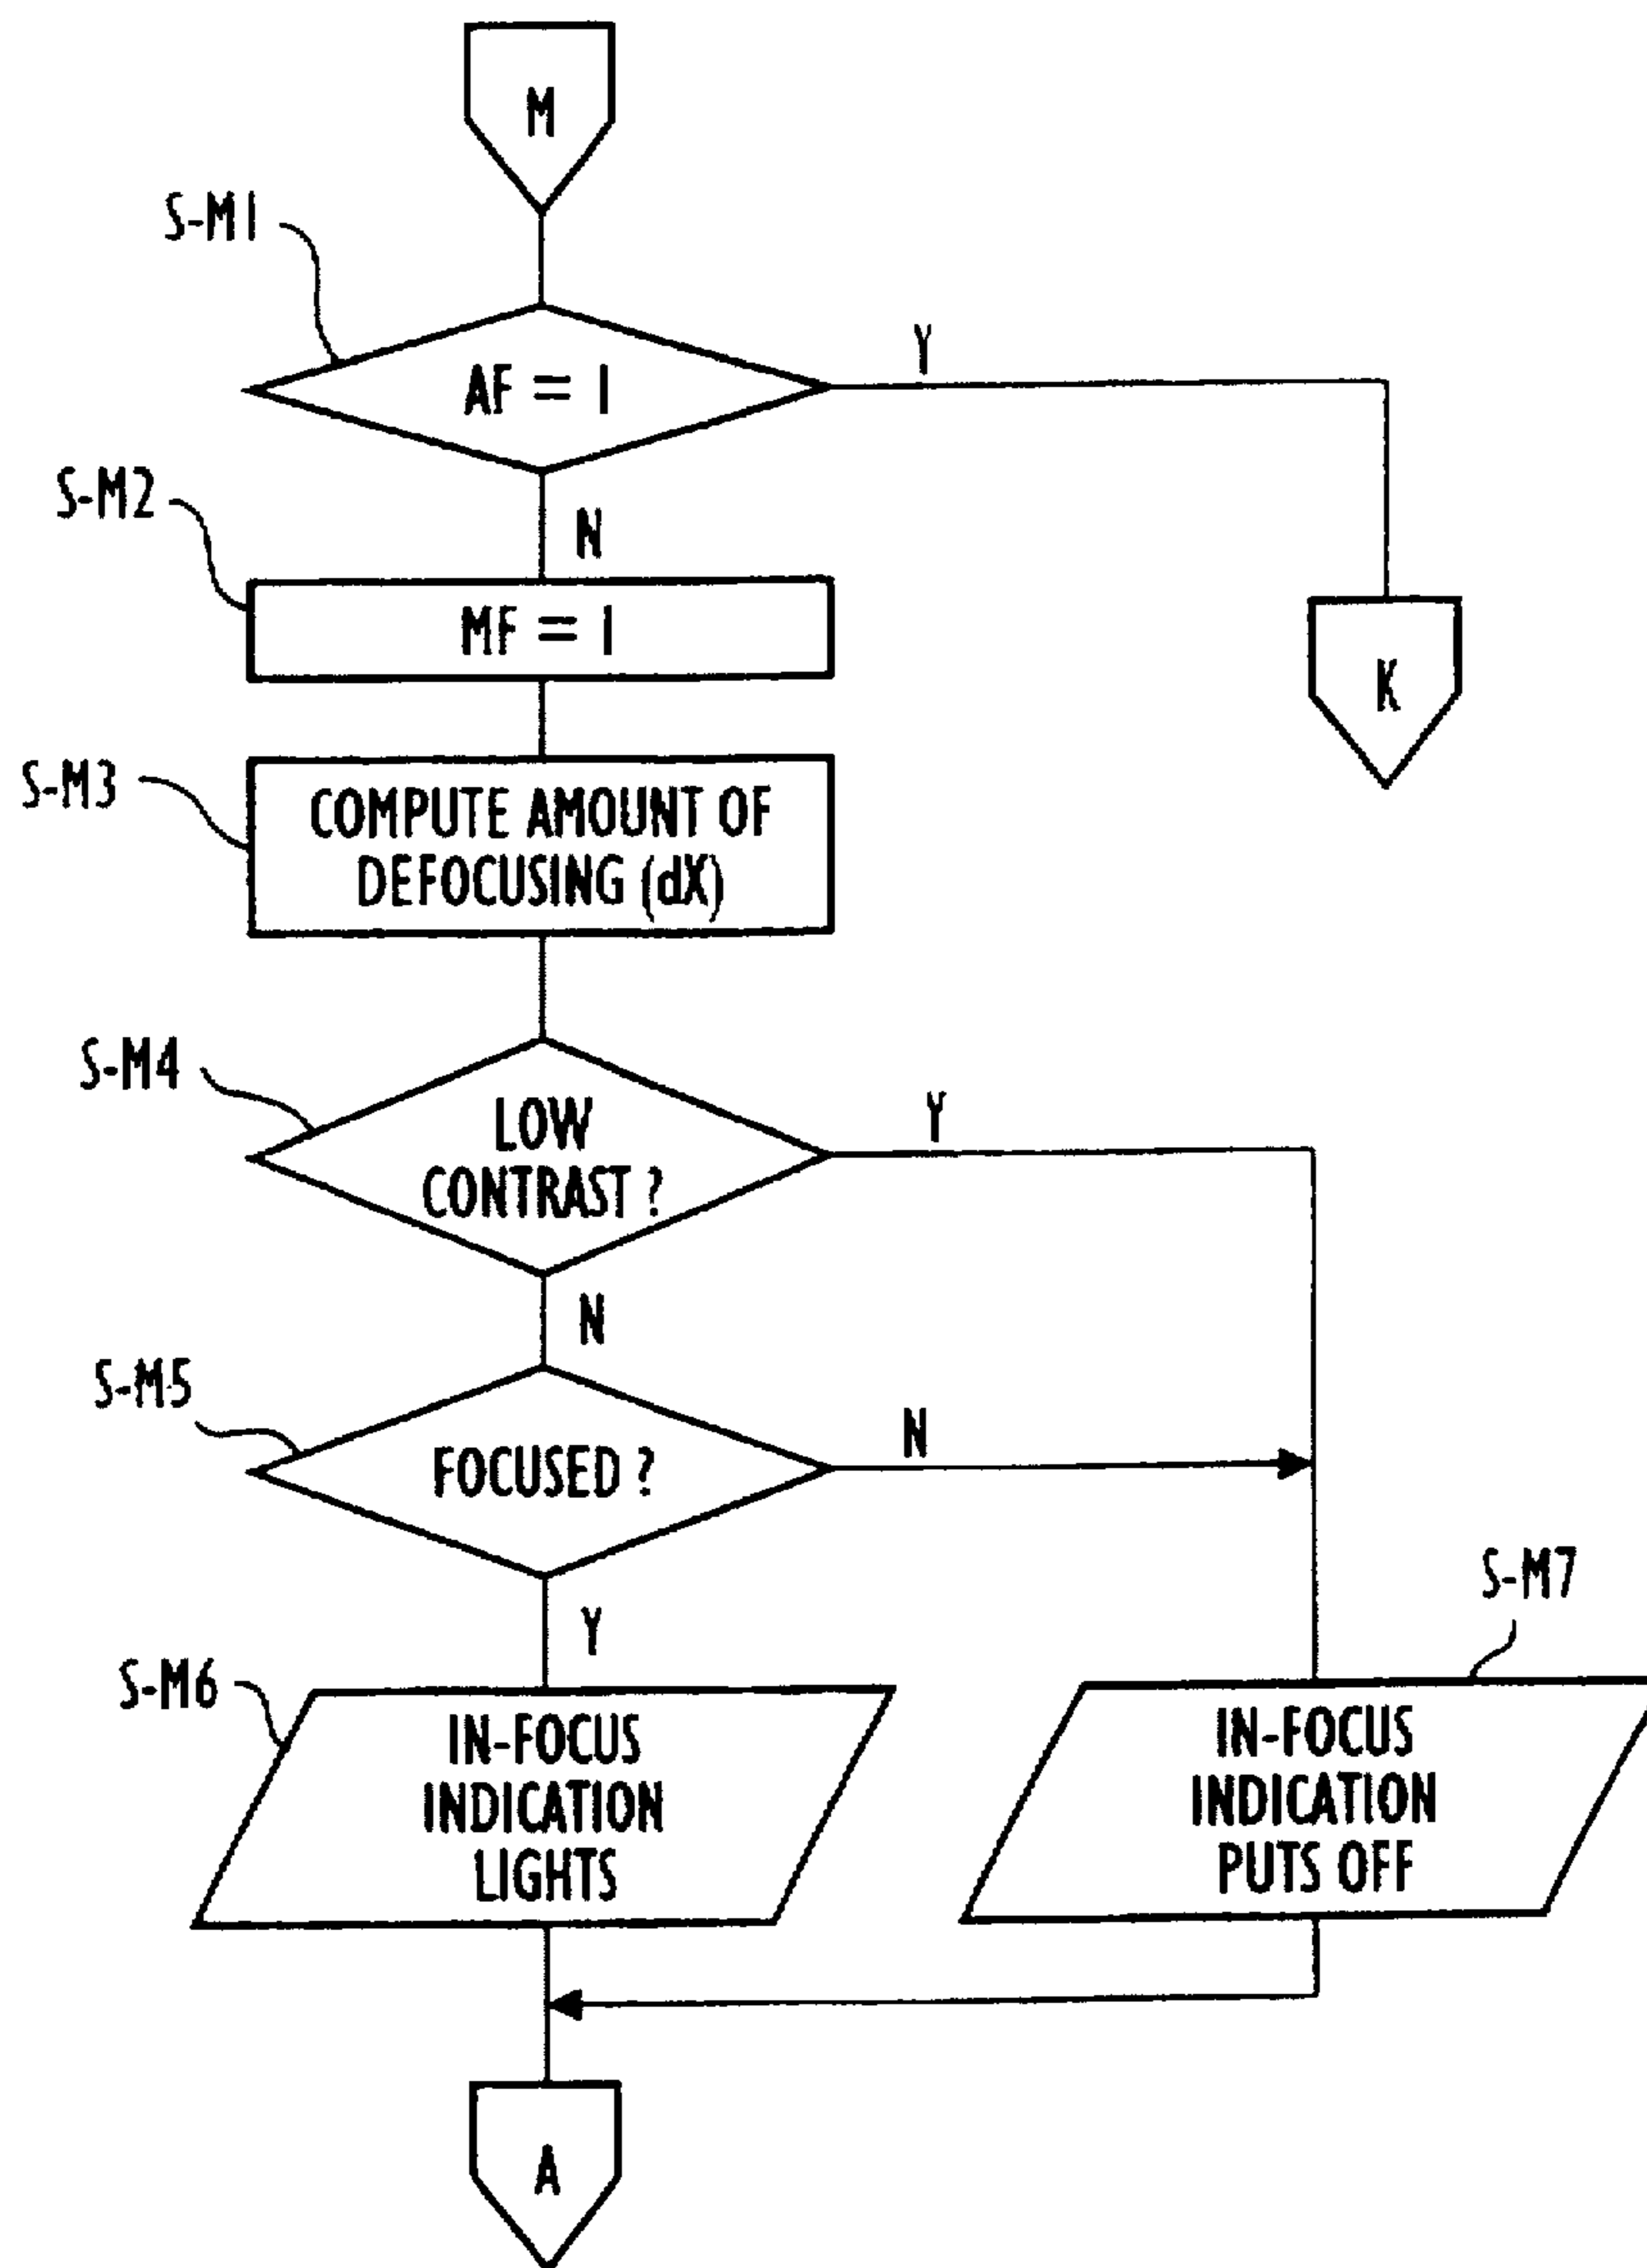 M
S-M1
AF = 1
Y
N
S-M2
MF = 1
K
S-M3
COMPUTE AMOUNT OF
DEFOCUSING (dX)
S-M4
LOW
CONTRAST ?
Y
N
S-M5
FOCUSED ?
N
Y
S-M6
IN-FOCUS
INDICATION
LIGHTS
S-M7
IN-FOCUS
INDICATION
PUTS OFF
A